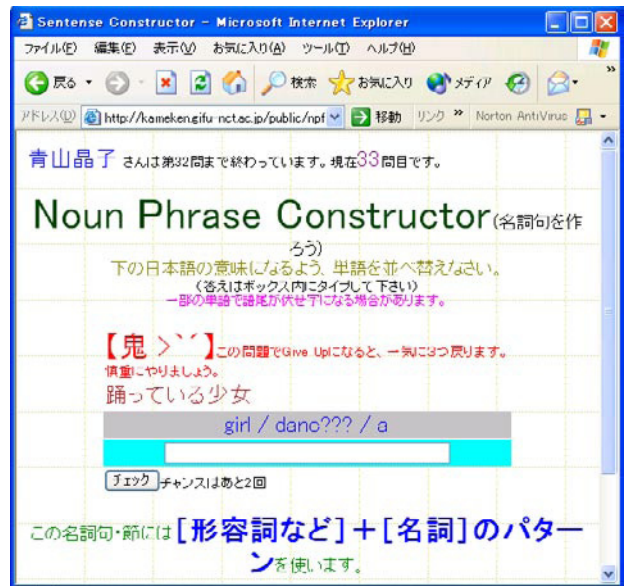 Sentense Constructor - Microsoft Internet Explorer
ファイル(F) 編集(E) 表示(V) お気に入り(A) ツール(T) ヘルプ(H)
戻る 検索 お気に入り メディア
アドレス(D) http://kameken.gifu-nct.ac.jp/public/npf 移動 リンク Norton AntiVirus
青山晶子 さんは第32問まで終わっています。現在33問目です。
Noun Phrase Constructor(名詞句を作
ろう)
下の日本語の意味になるよう、単語を並べ替えなさい。
(答えはボックス内にタイプして下さい)
一部の単語で語尾が伏せ字になる場合があります。
【鬼 >``】この問題でGive Upになると、一気に3つ戻ります。
慎重にやりましょう。
踊っている少女
girl / danc??? / a
チェック チャンスはあと2回
この名詞句・節には[形容詞など]+[名詞]のパター
ンを使います。